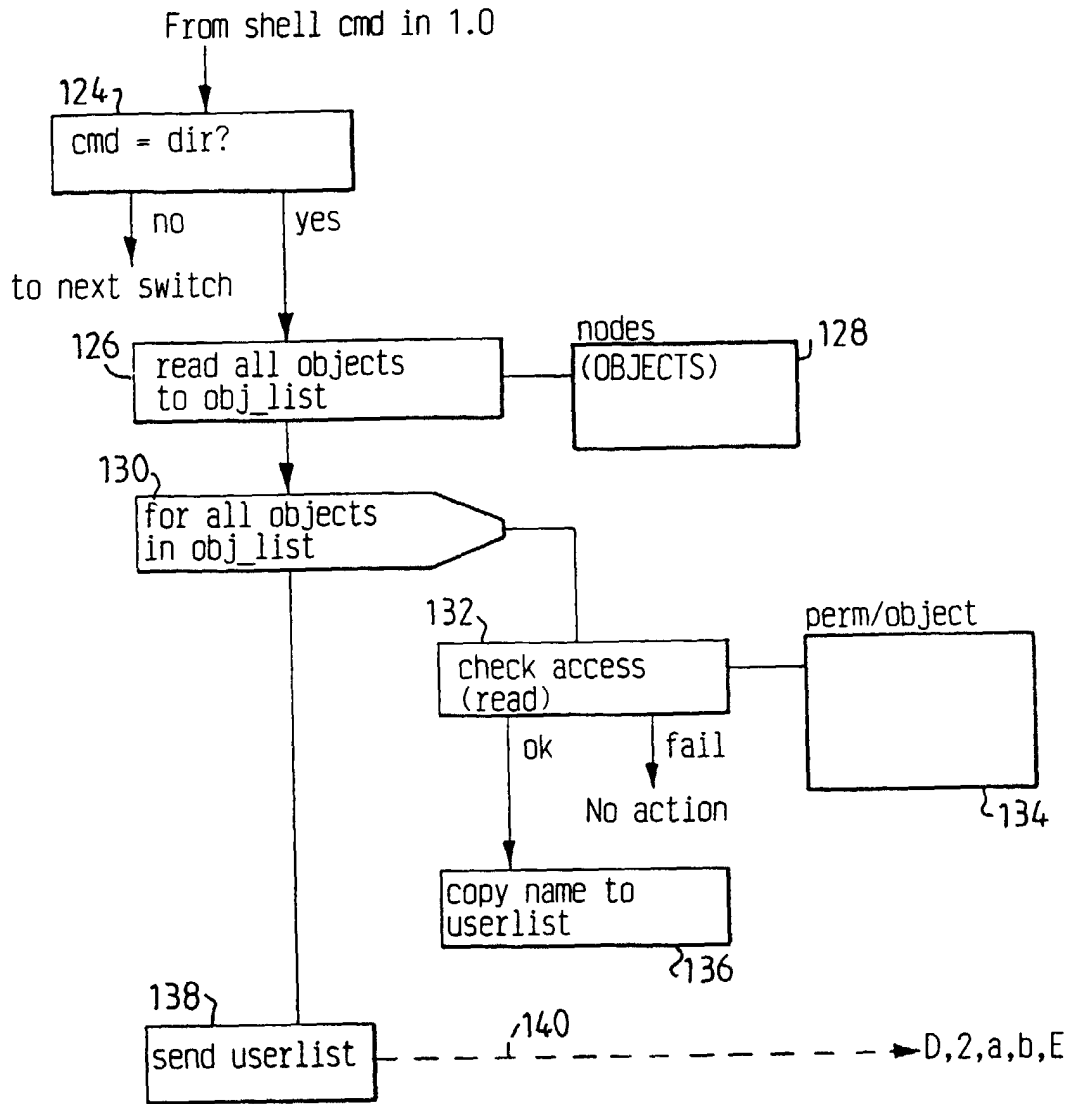 From shell cmd in 1.0
124
cmd = dir?
no
yes
to next switch
126
read all objects
to obj_list
nodes
(OBJECTS)
128
130
for all objects
in obj_list
132
check access
(read)
perm/object
134
ok
fail
No action
copy name to
userlist
136
138
send userlist
140
D,2,a,b,E